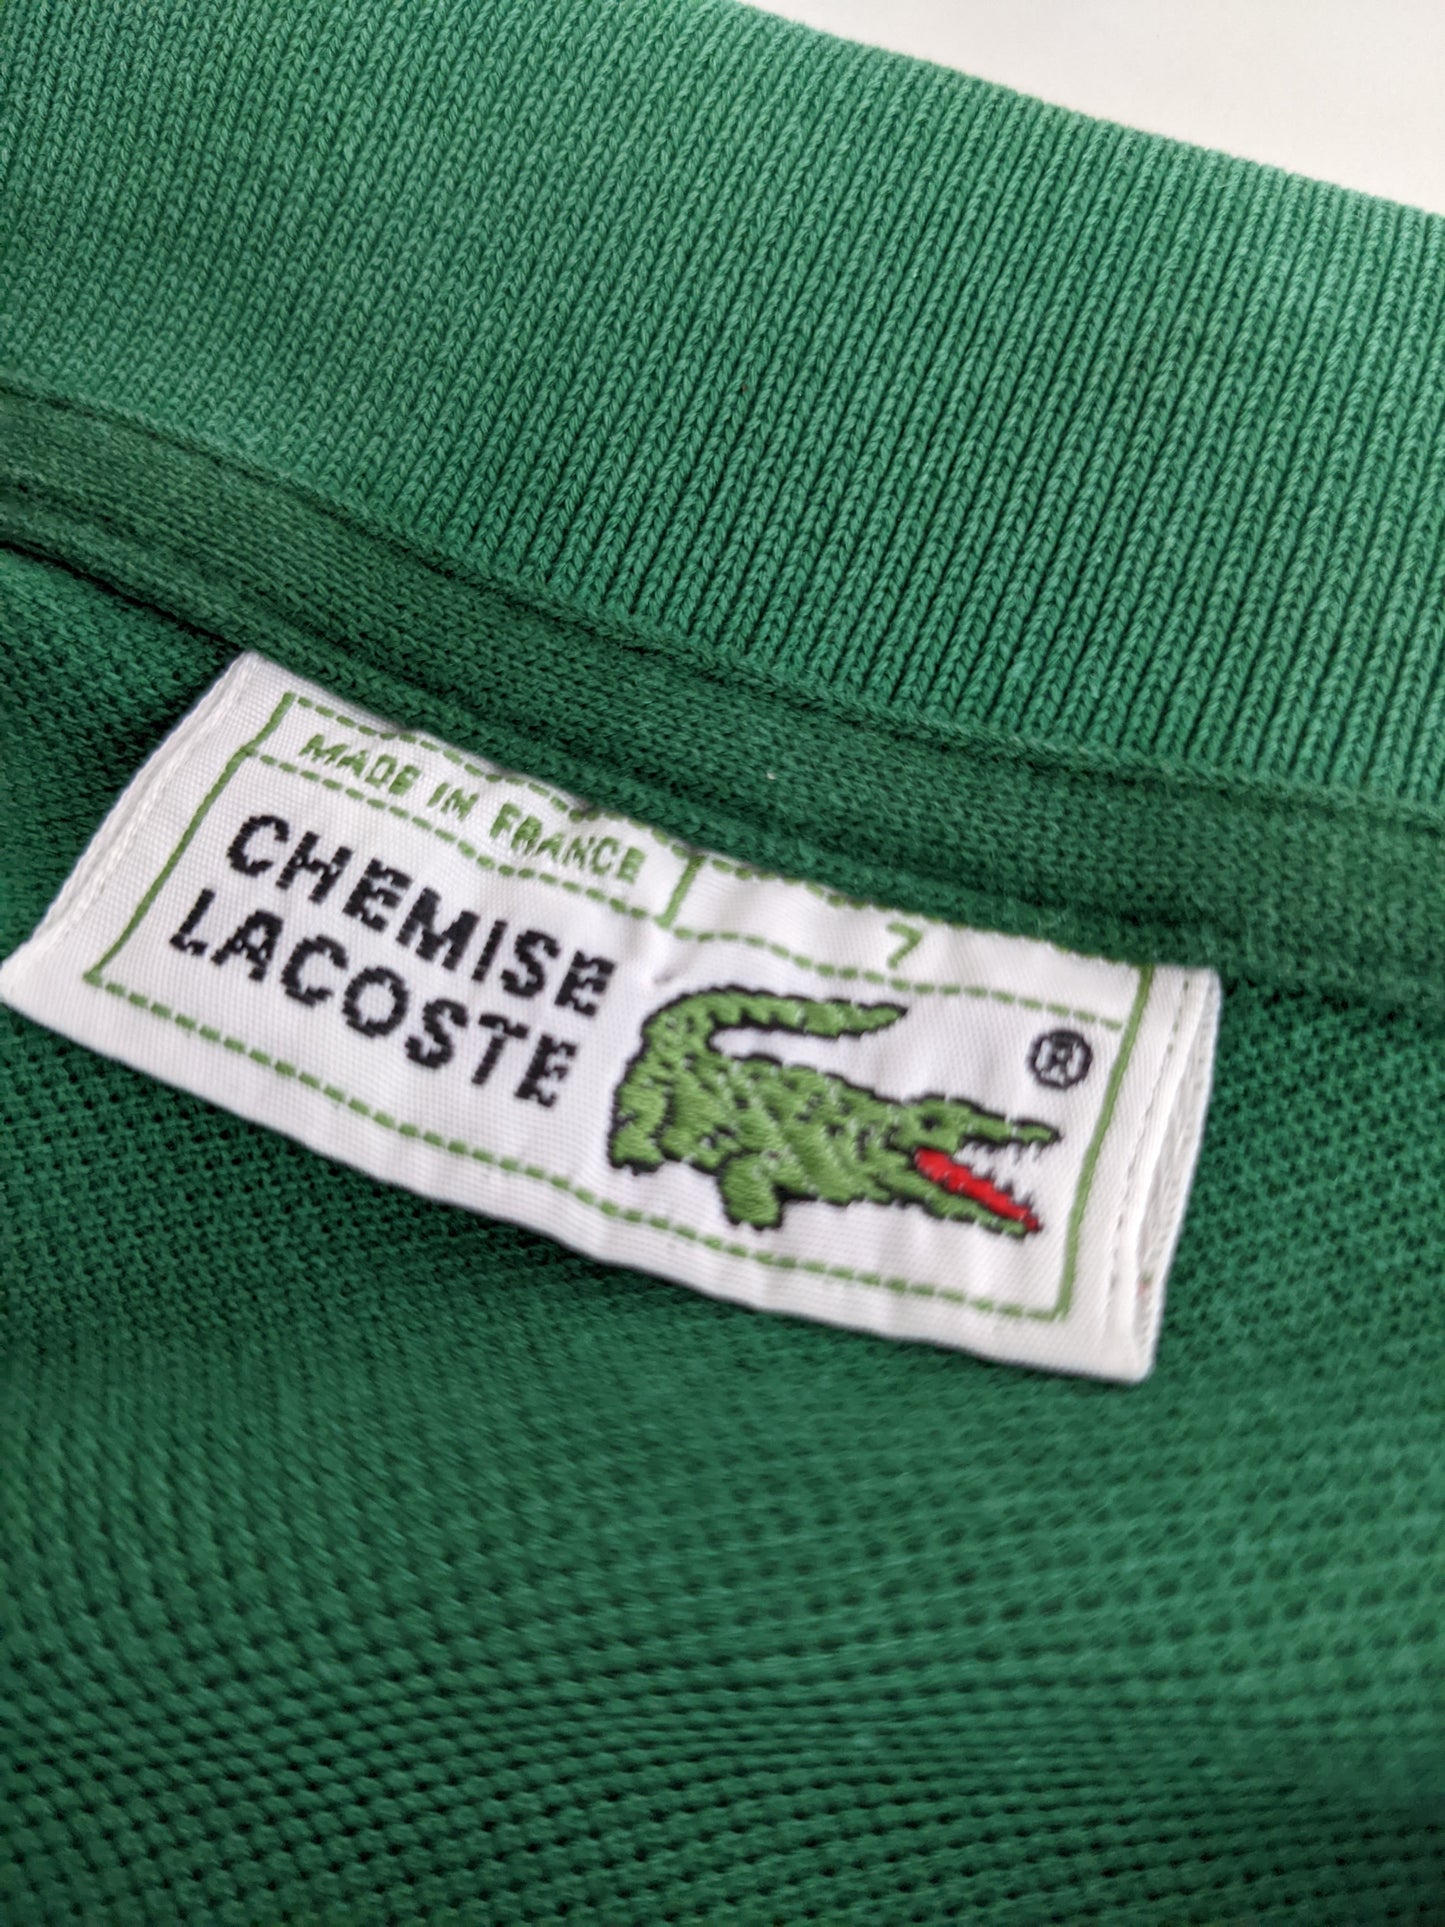 MADE IN FRANCE
7
CHEMISE
LACOSTE
®